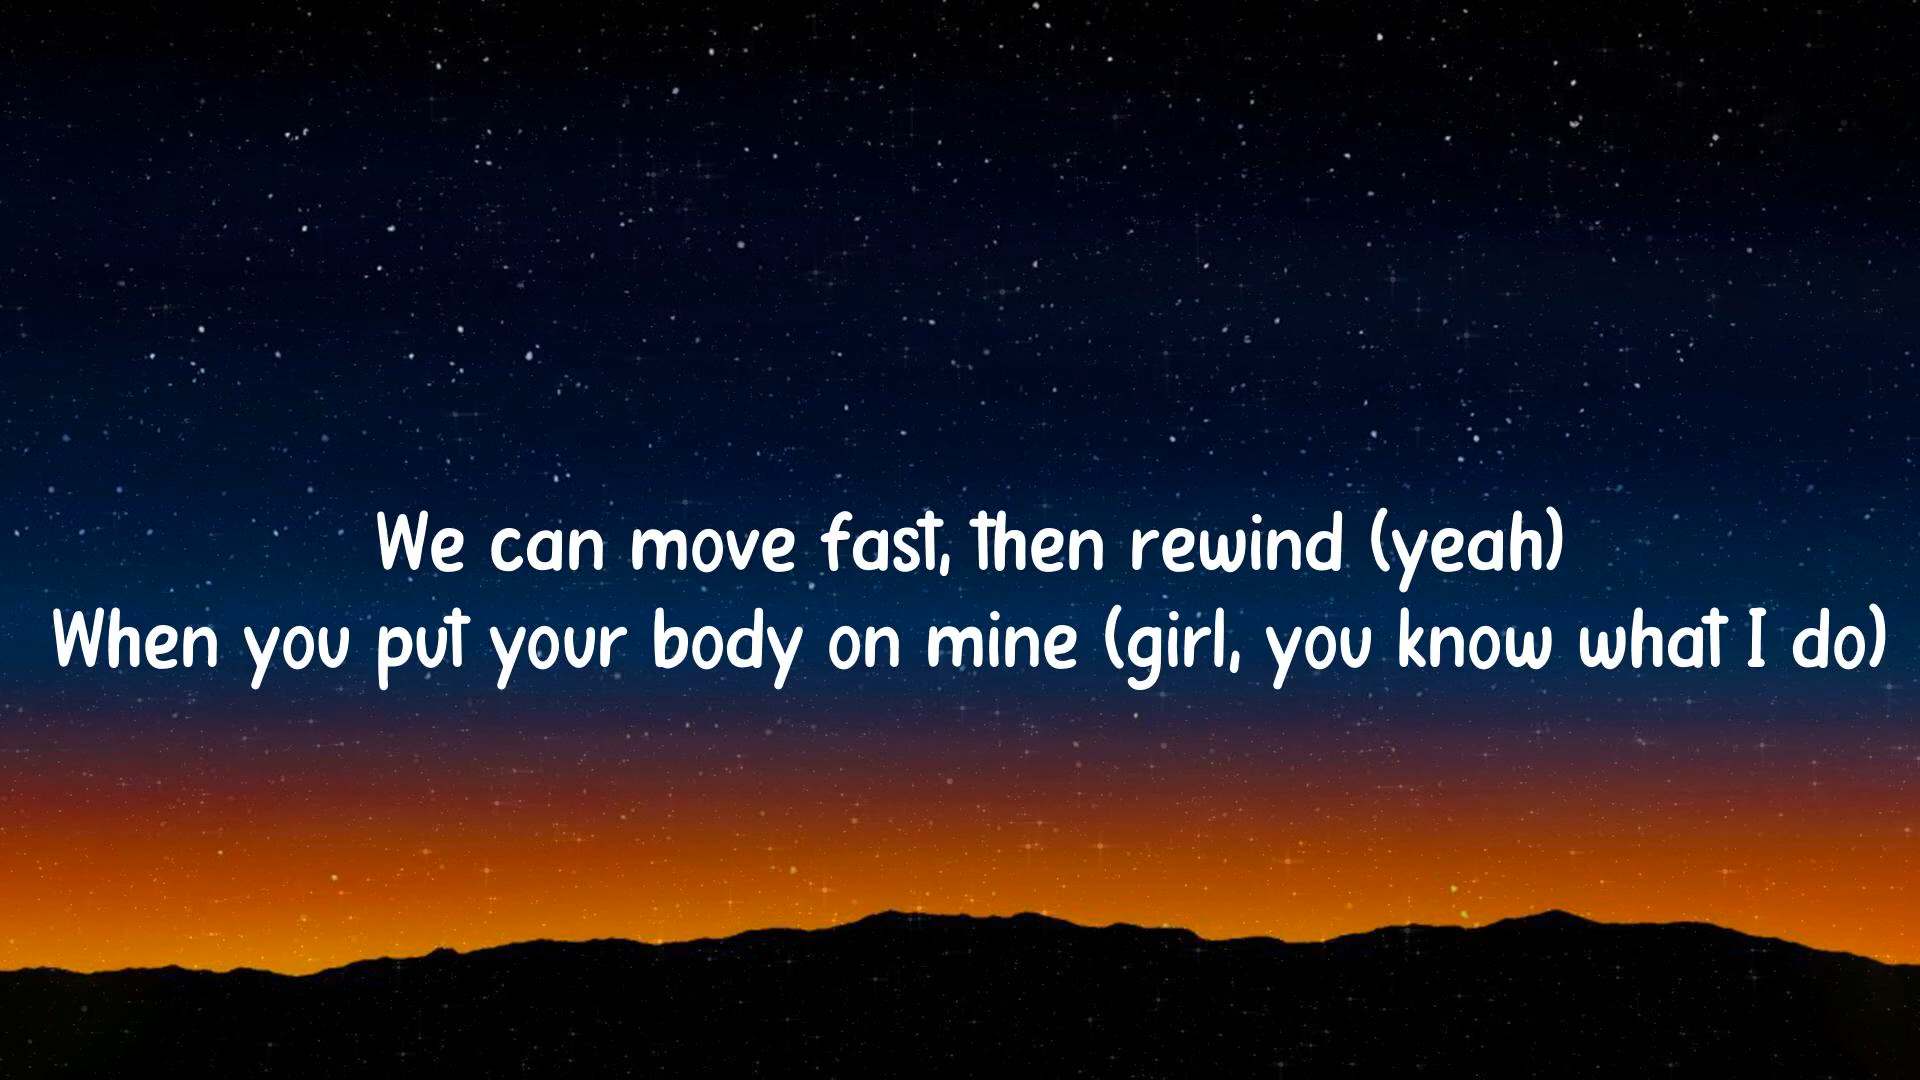 We can move fast, then rewind (yeah)
When you put your body on mine (girl, you know what I do)